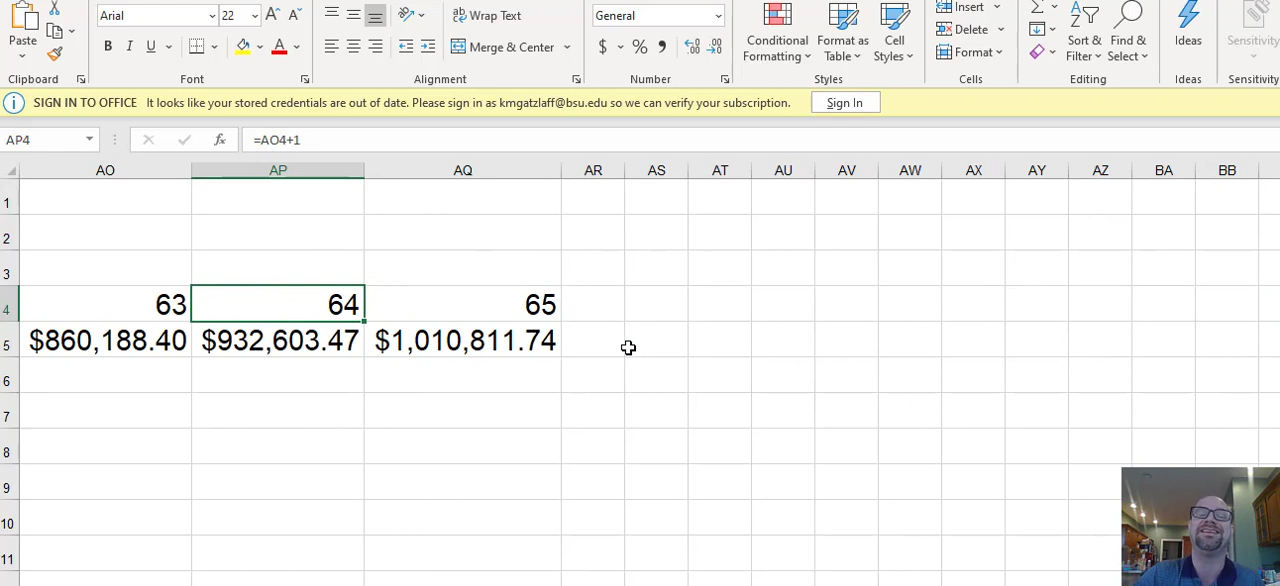 Arial 22 A A Wrap Text General Insert Σ
Paste B I U Merge & Center $ % , Conditional Formatting Format as Table Cell Styles Delete Format Sort & Filter Find & Select Ideas Sensitivity
Clipboard Font Alignment Number Styles Cells Editing Ideas Sensitivity
SIGN IN TO OFFICE It looks like your stored credentials are out of date. Please sign in as kmgatzlaff@bsu.edu so we can verify your subscription. Sign In
AP4 fx =AO4+1
AO AP AQ AR AS AT AU AV AW AX AY AZ BA BB
1
2
3
4 63 64 65
5 $860,188.40 $932,603.47 $1,010,811.74
6
7
8
9
10
11